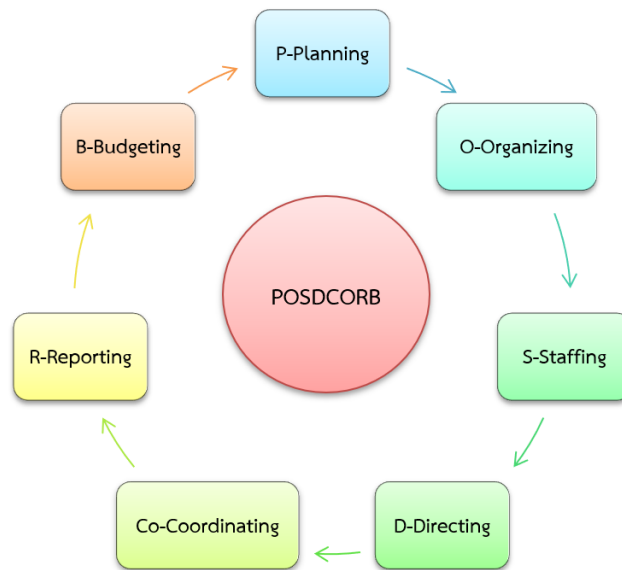 P-Planning
O-Organizing
S-Staffing
D-Directing
Co-Coordinating
R-Reporting
B-Budgeting
POSDCORB